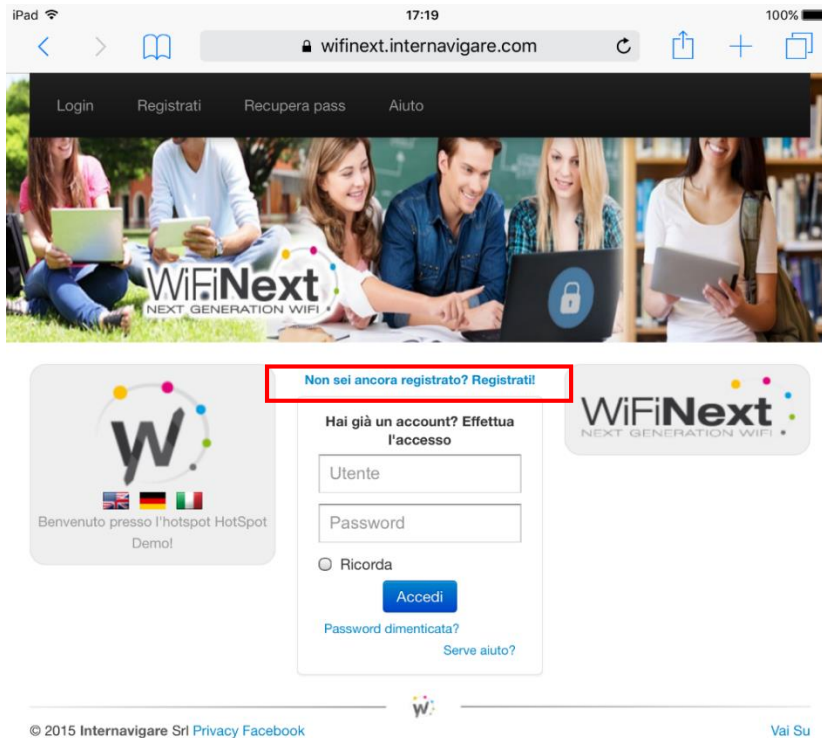 iPad 17:19 100%
wifinext.internavigare.com
Login Registrati Recupera pass Aiuto
WiFiNext
NEXT GENERATION WIFI
Non sei ancora registrato? Registrati!
Hai già un account? Effettua
l'accesso
Utente
Password
Ricorda
Accedi
Password dimenticata?
Serve aiuto?
W
Benvenuto presso l'hotspot HotSpot
Demo!
WiFiNext
NEXT GENERATION WIFI
W
© 2015 Internavigare Srl Privacy Facebook Vai Su